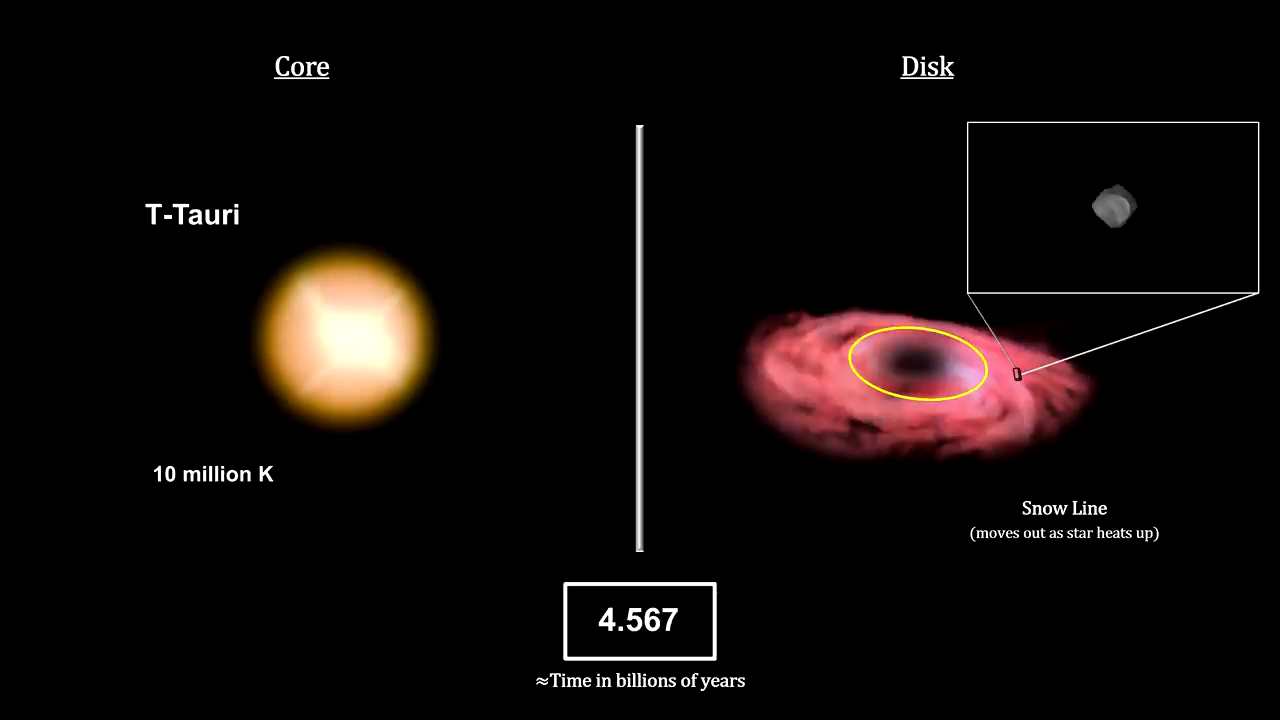 Core
Disk
T-Tauri
10 million K
Snow Line
(moves out as star heats up)
4.567
≈Time in billions of years